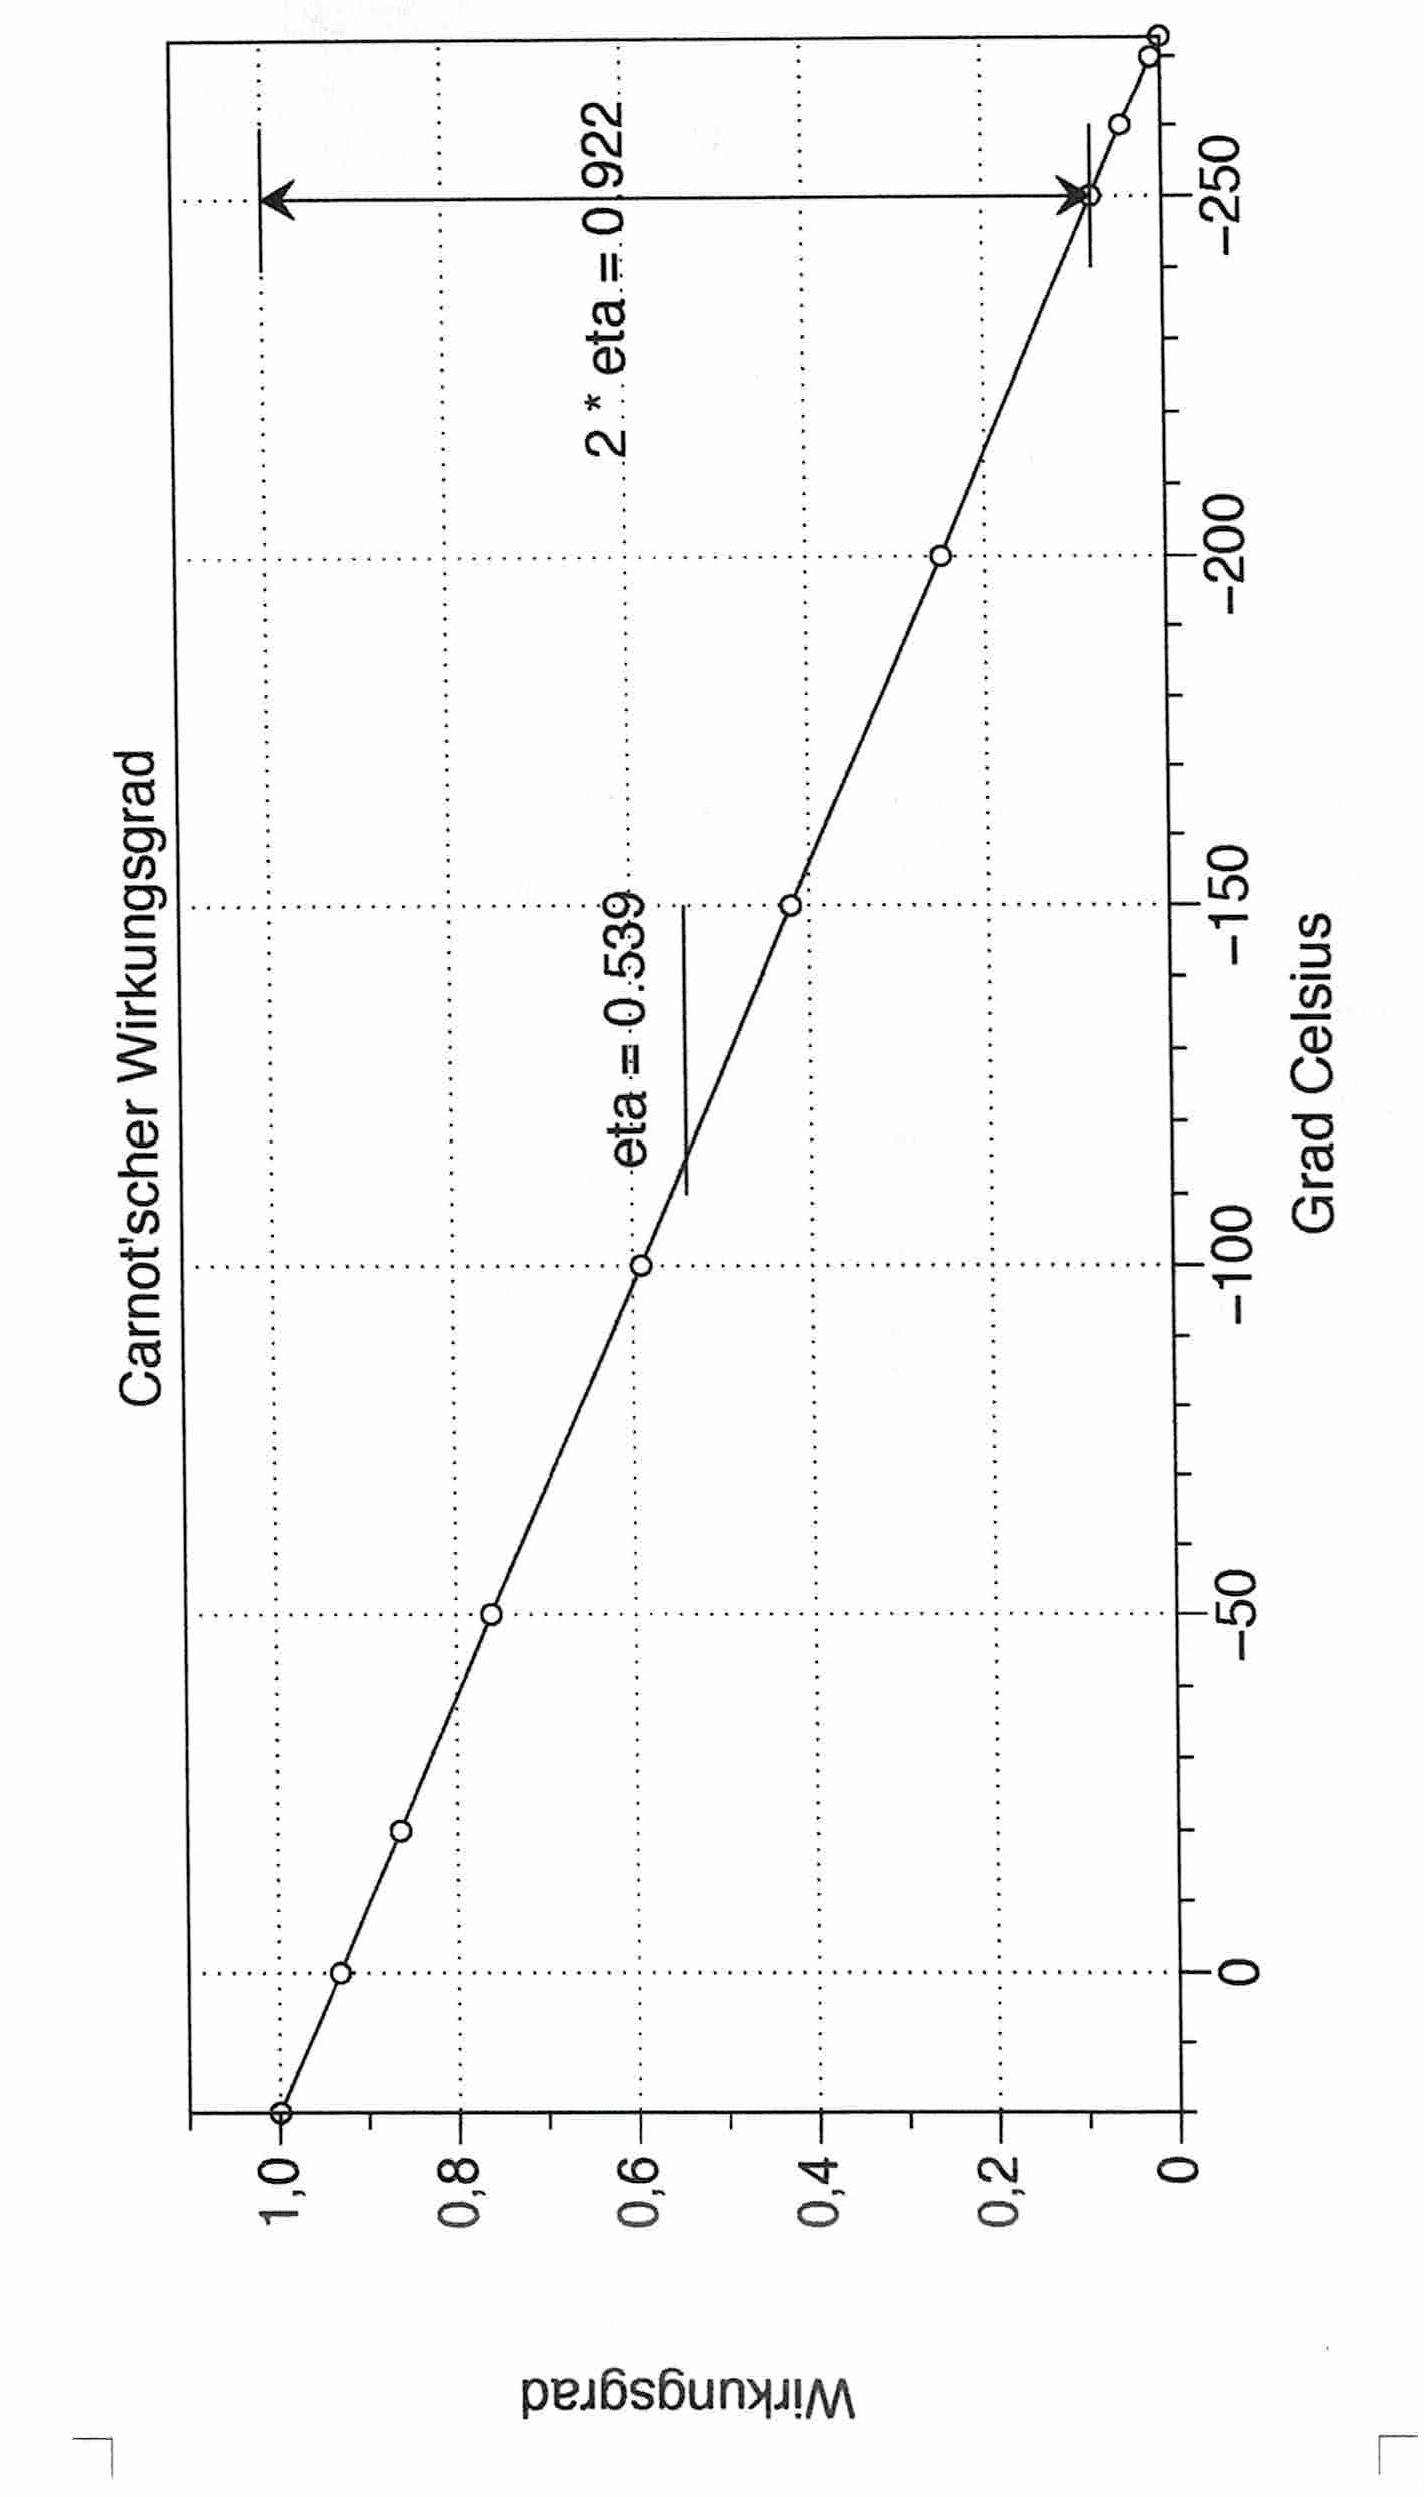 Carnot'scher Wirkungsgrad
Wirkungsgrad
1,0
0,8
0,6
0,4
0,2
0
2 * eta = 0.922
eta = 0.539
0
−50
−100
−150
−200
−250
Grad Celsius